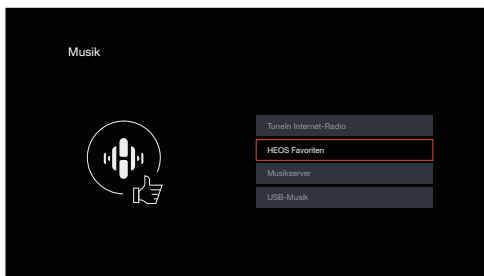 Musik
TuneIn Internet-Radio
HEOS Favoriten
Musikserver
USB-Musik